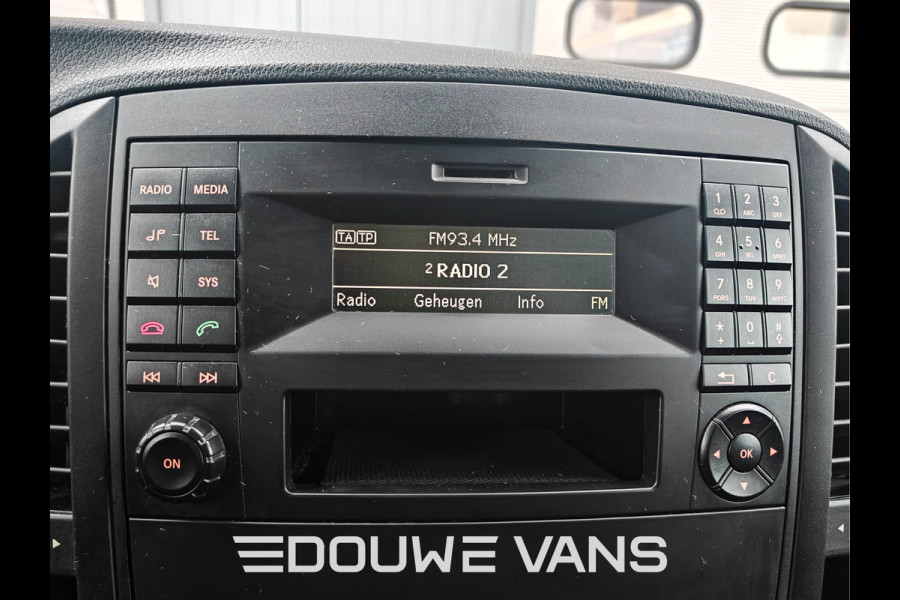 RADIO MEDIA
TEL
SYS
ON
TA TP FM93.4 MHz
2 RADIO 2
Radio Geheugen Info FM
1 2 3
QO ABC DEF
4 5 6
GHI JKL MNO
7 8 9
PQRS TUV WXYZ
* 0 #
+
C
OK
DOUWE VANS